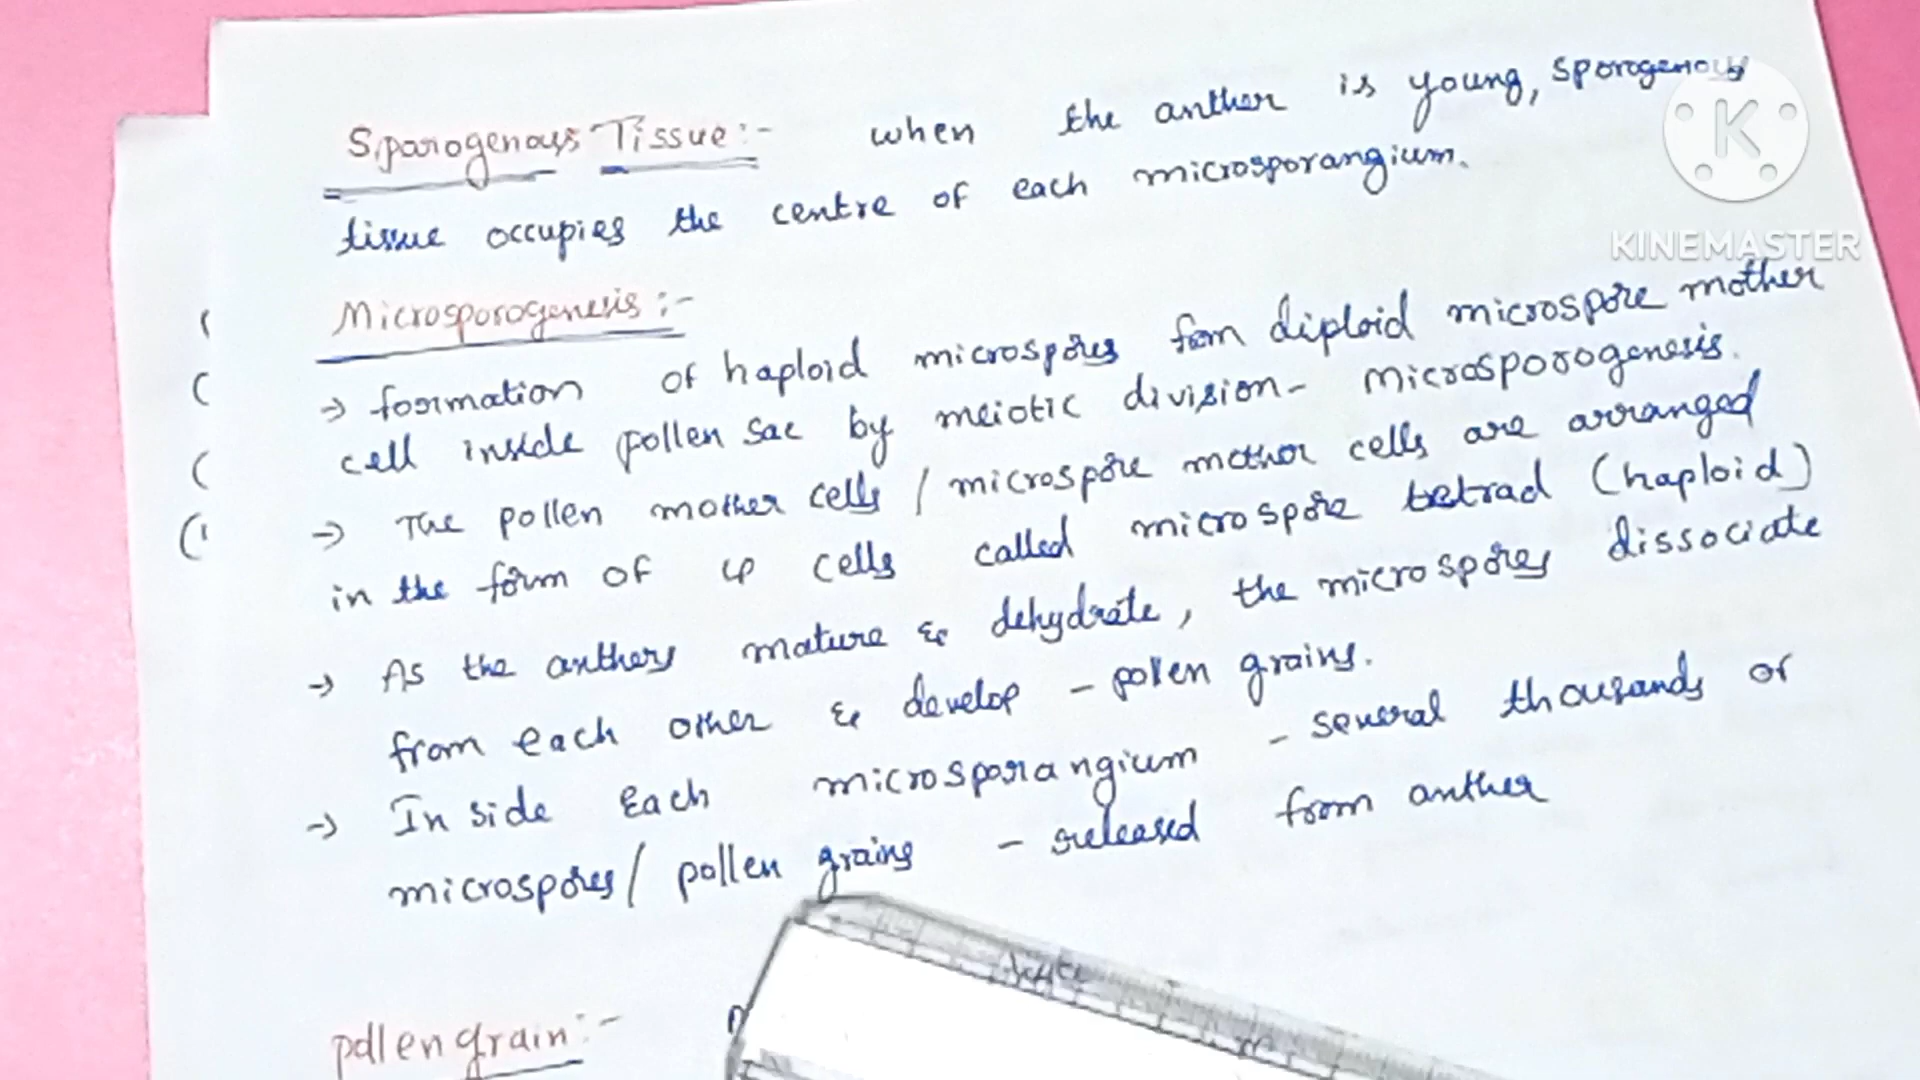 Sporogenous Tissue:- when the anther is young, sporogenous
tissue occupies the centre of each microsporangium.
Microsporogenesis:-
→ formation of haploid microspores from diploid microspore mother
cell inside pollen sac by meiotic division- microsporogenesis.
→ The pollen mother cells / microspore mother cells are arranged
in the form of 4 cells called microspore tetrad (haploid)
→ As the anthers mature & dehydrate, the microspores dissociate
from each other & develop - pollen grains.
→ Inside Each microsporangium - several thousands of
microspores/ pollen grains - released from anther
pollen grain:-
K
KINEMASTER